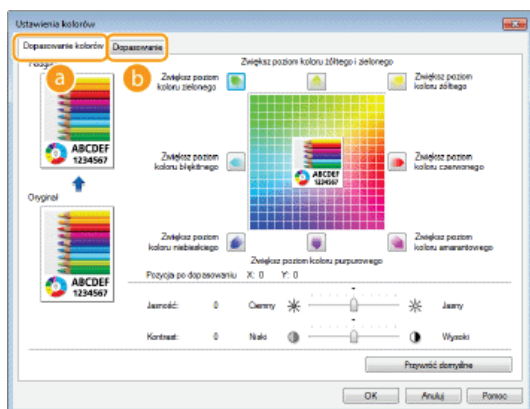 Ustawienia kolorów
Dopasowanie kolorów
Dopasowanie
a
b
Zwiększ poziom koloru żółtego i zielonego
Zwiększ poziom
koloru zielonego
Zwiększ poziom
koloru żółtego
ABCDEF
1234567
Zwiększ poziom
koloru błękitnego
ABCDEF
1234567
Zwiększ poziom
koloru czerwonego
Oryginał
ABCDEF
1234567
Zwiększ poziom
koloru niebieskiego
Zwiększ poziom
koloru amarantowego
Zwiększ poziom koloru purpurowego
Pozycja po dopasowaniu X: 0 Y: 0
Jasność: 0 Ciemny Jasny
Kontrast: 0 Niski Wysoki
Przywróć domyślne
OK Anuluj Pomoc